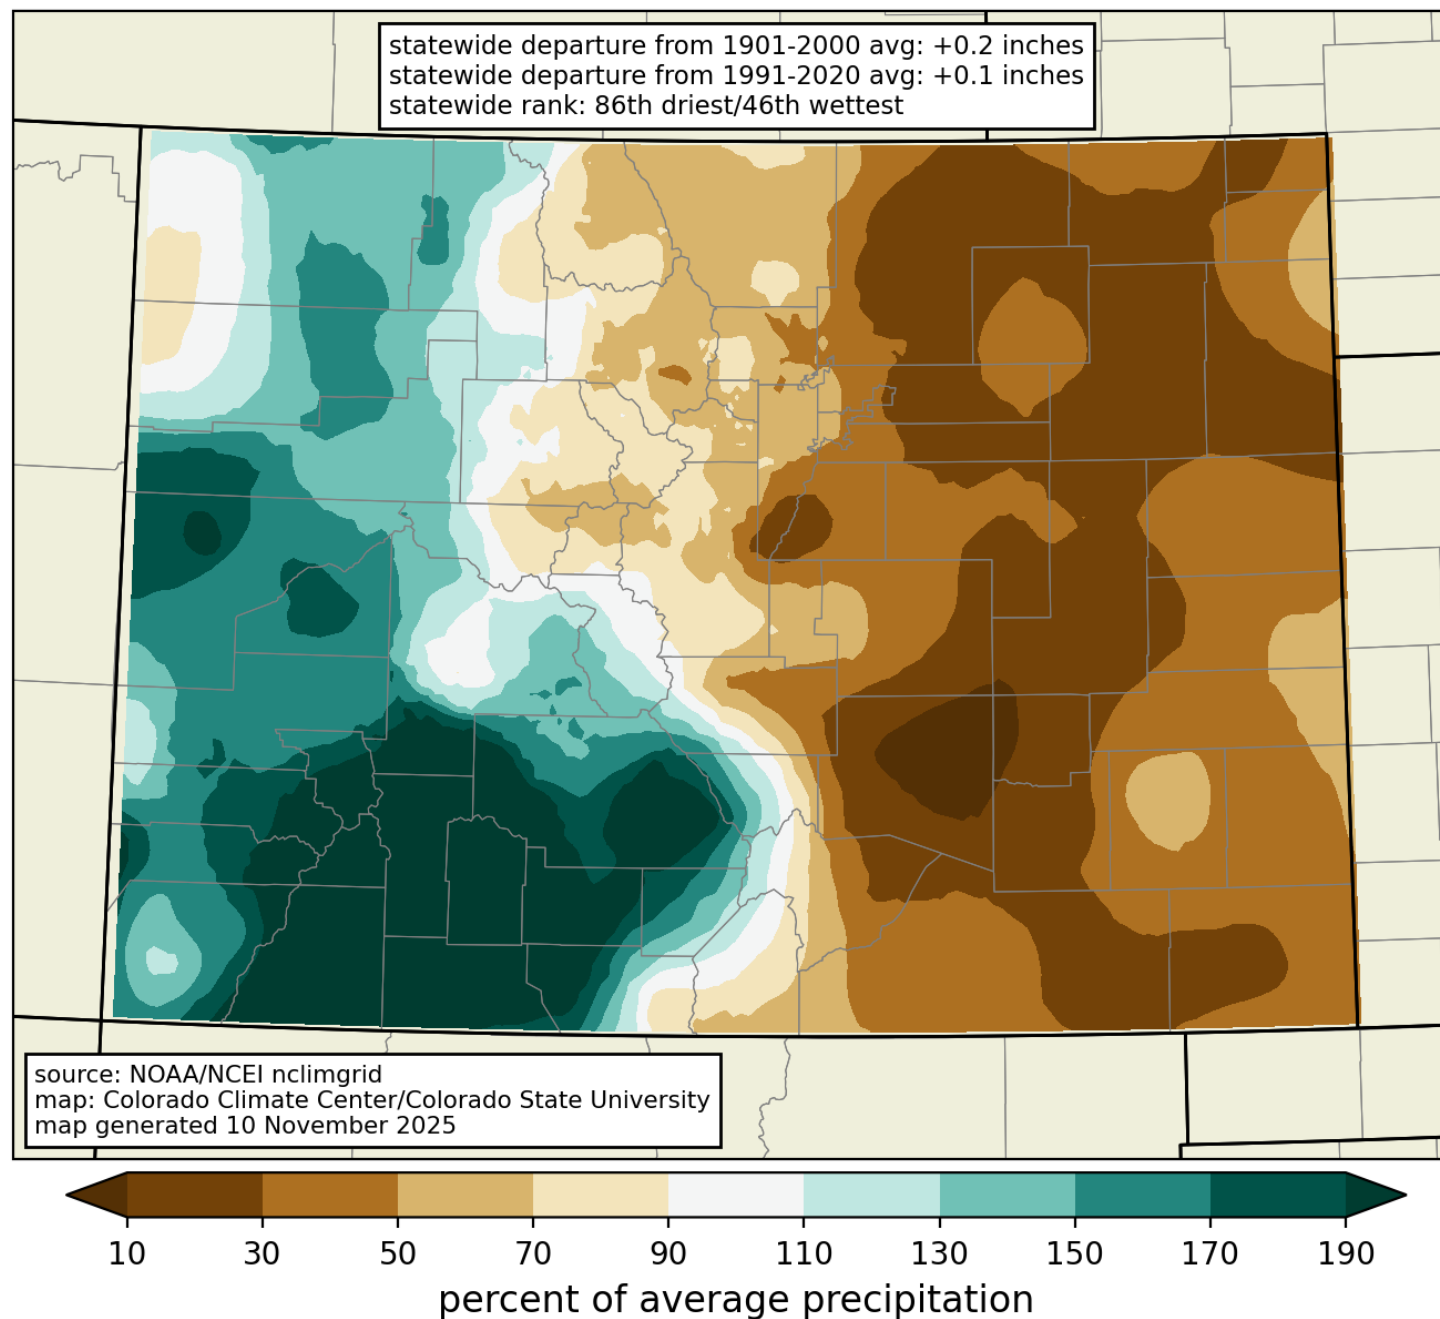 statewide departure from 1901-2000 avg: +0.2 inches
statewide departure from 1991-2020 avg: +0.1 inches
statewide rank: 86th driest/46th wettest
source: NOAA/NCEI nclimgrid
map: Colorado Climate Center/Colorado State University
map generated 10 November 2025
10 30 50 70 90 110 130 150 170 190
percent of average precipitation